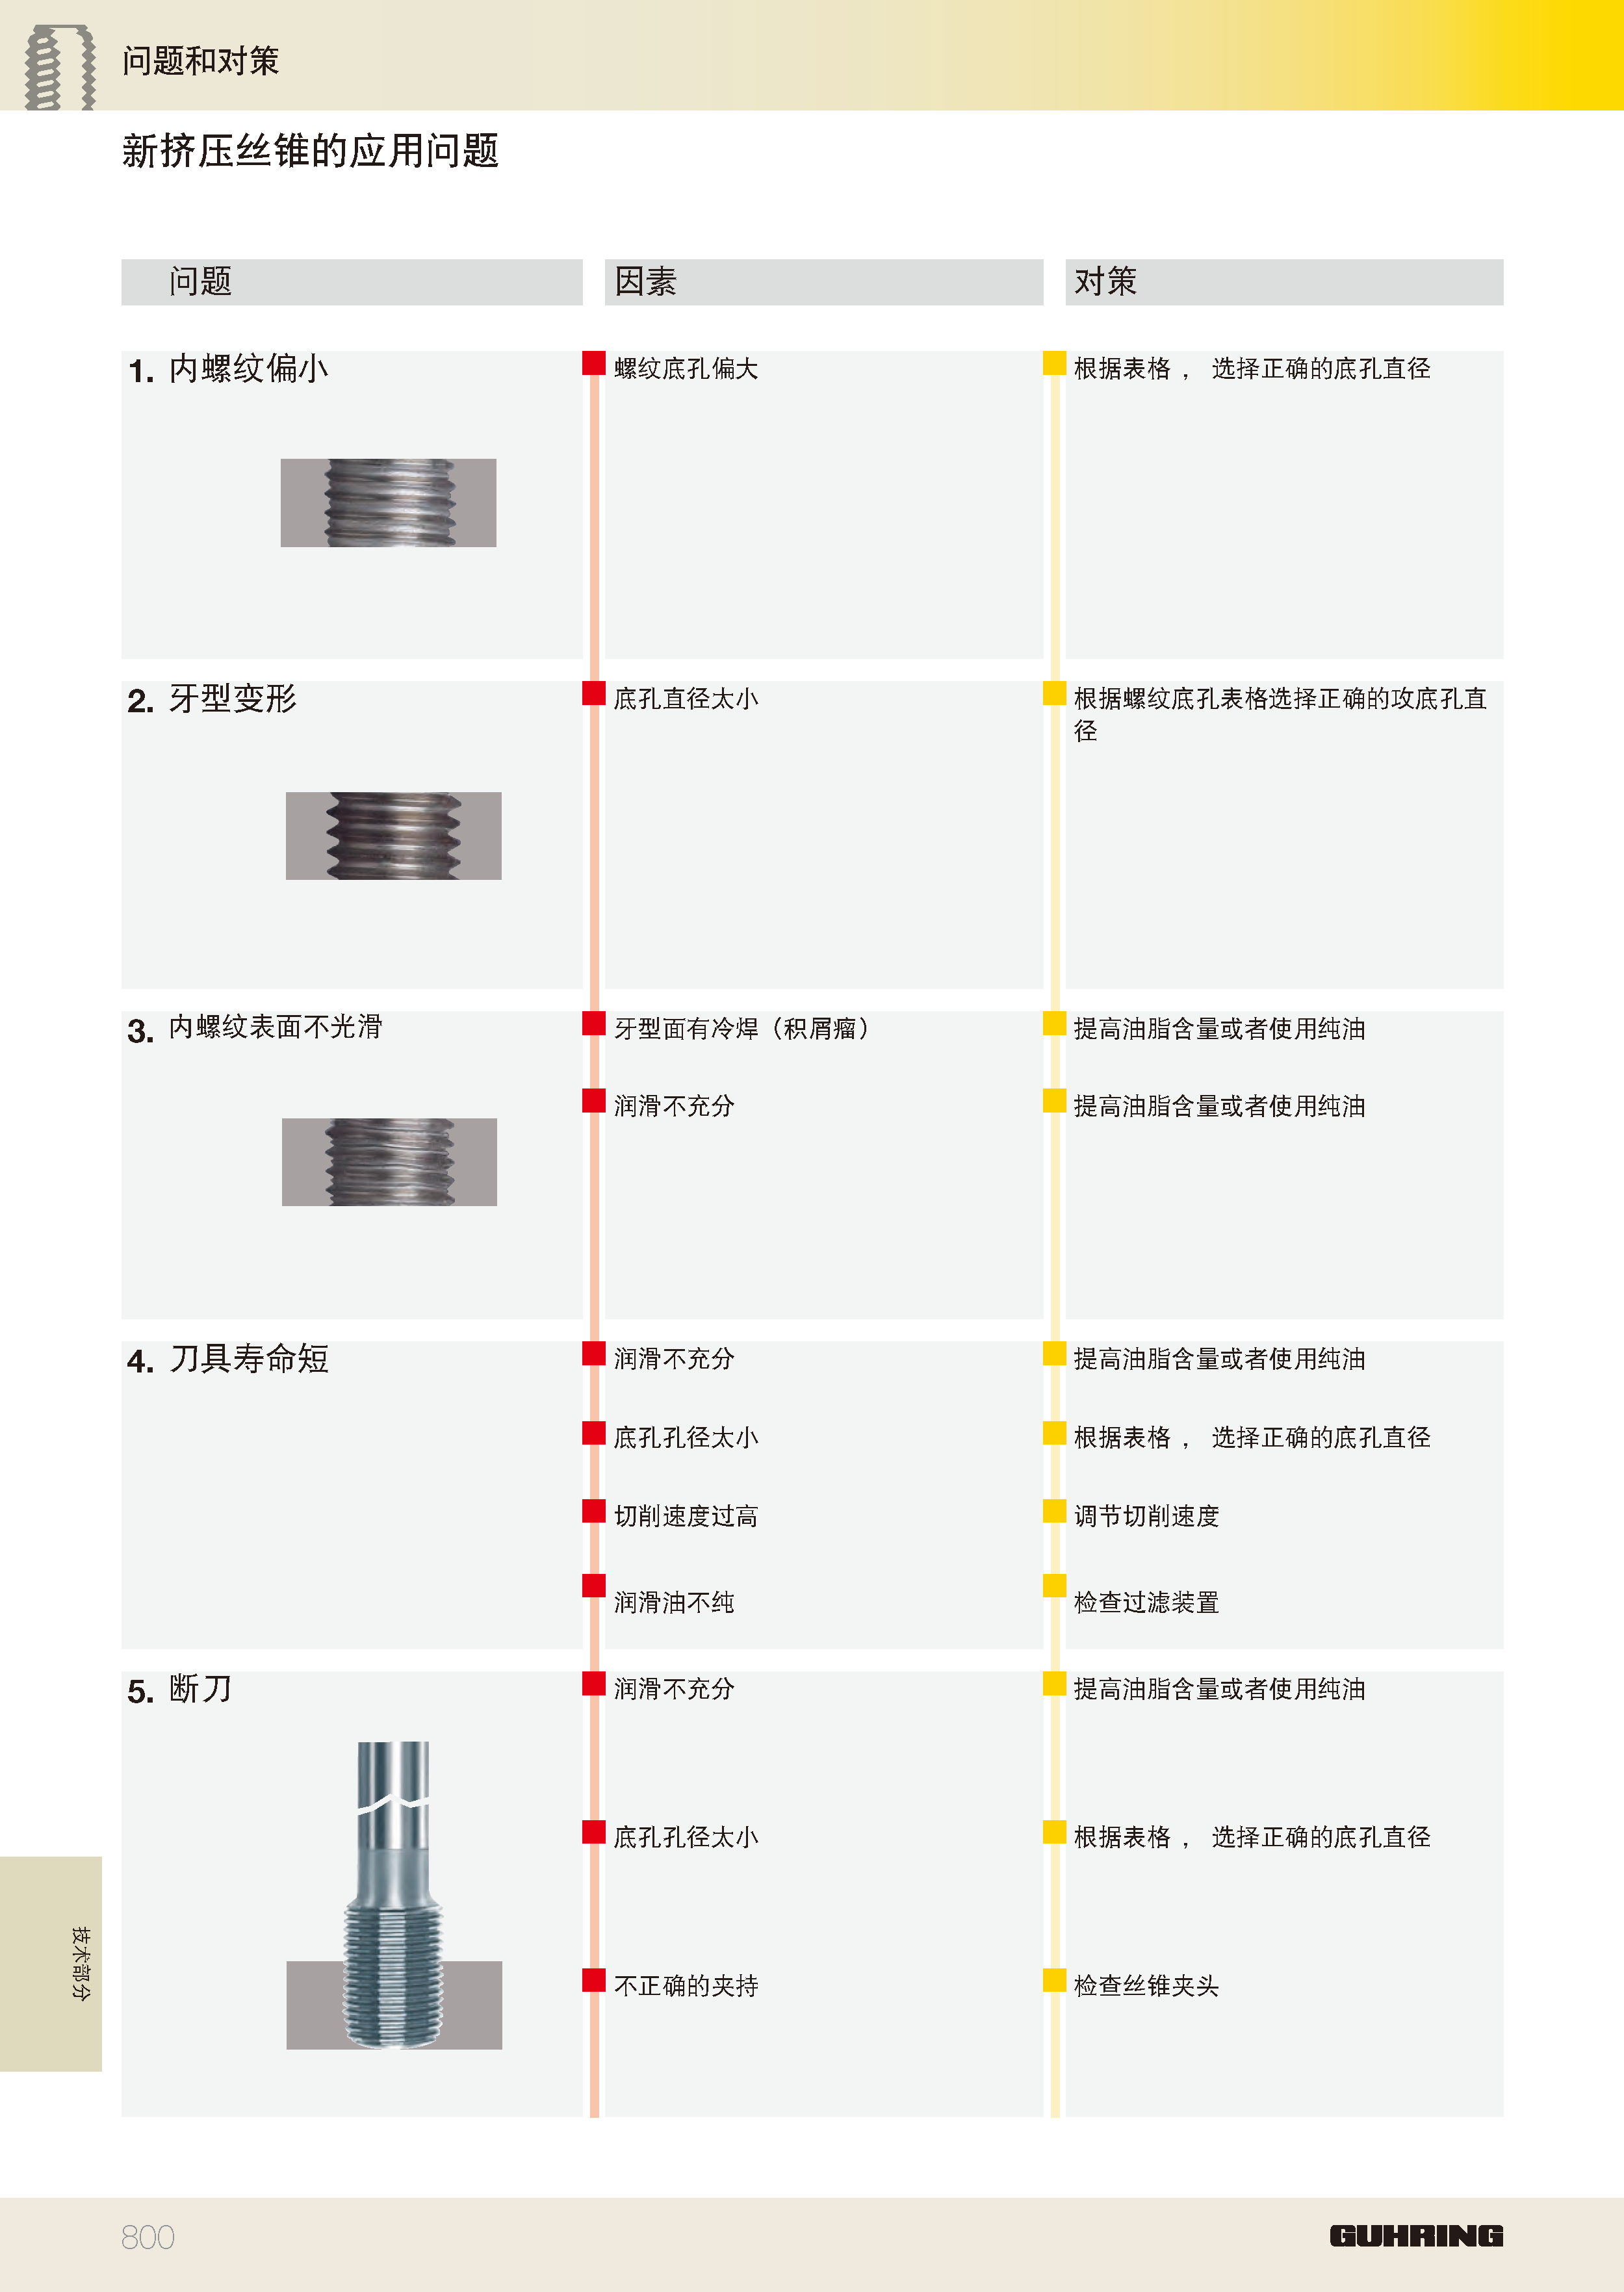 问题和对策
新挤压丝锥的应用问题
问题 因素 对策
1. 内螺纹偏小 螺纹底孔偏大 根据表格， 选择正确的底孔直径
2. 牙型变形 底孔直径太小 根据螺纹底孔表格选择正确的攻底孔直
径
3. 内螺纹表面不光滑 牙型面有冷焊（积屑瘤） 提高油脂含量或者使用纯油
润滑不充分 提高油脂含量或者使用纯油
4. 刀具寿命短 润滑不充分 提高油脂含量或者使用纯油
底孔孔径太小 根据表格， 选择正确的底孔直径
切削速度过高 调节切削速度
润滑油不纯 检查过滤装置
5. 断刀 润滑不充分 提高油脂含量或者使用纯油
底孔孔径太小 根据表格， 选择正确的底孔直径
不正确的夹持 检查丝锥夹头
技术部分
800
GUHRING